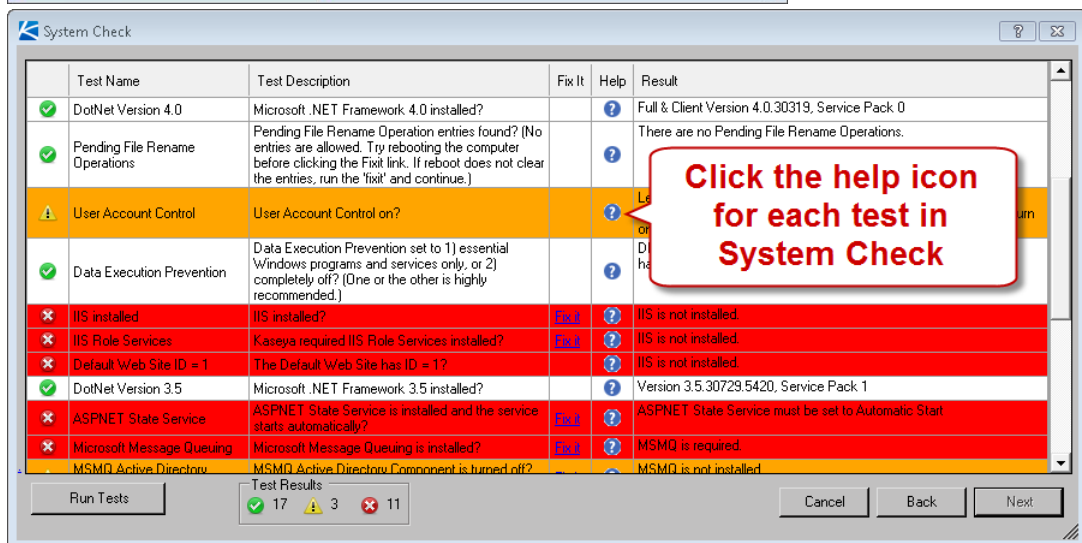 System Check
Test Name Test Description Fix It Help Result
DotNet Version 4.0 Microsoft .NET Framework 4.0 installed? Full & Client Version 4.0.30319, Service Pack 0
Pending File Rename Operations
Pending File Rename Operation entries found? (No
entries are allowed. Try rebooting the computer
before clicking the Fixit link. If reboot does not clear
the entries, run the 'fixit' and continue.)
There are no Pending File Rename Operations.
User Account Control User Account Control on?
Click the help icon
for each test in
System Check
Data Execution Prevention
Data Execution Prevention set to 1) essential
Windows programs and services only, or 2)
completely off? (One or the other is highly
recommended.)
IIS installed IIS installed? Fix it IIS is not installed.
IIS Role Services Kaseya required IIS Role Services installed? Fix it IIS is not installed.
Default Web Site ID = 1 The Default Web Site has ID = 1? IIS is not installed.
DotNet Version 3.5 Microsoft .NET Framework 3.5 installed? Version 3.5.30729.5420, Service Pack 1
ASPNET State Service
ASPNET State Service is installed and the service
starts automatically?
Fix it
ASPNET State Service must be set to Automatic Start
Microsoft Message Queuing Microsoft Message Queuing is installed? Fix it MSMQ is required.
MSMQ Active Directory MSMQ Active Directory Component is turned off? MSMQ is not installed
Run Tests
Test Results
17 3 11
Cancel Back Next